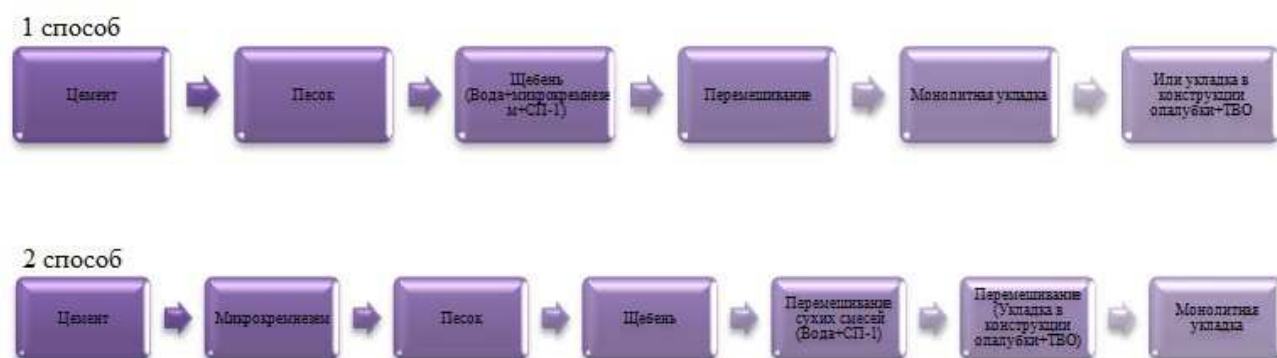 1 способ
Цемент
Песок
Щебень
(Вода+микрокремнезе
м+СП-1)
Перемешивание
Монолитная укладка
Или укладка в
конструкции
опалубки+ТВО
2 способ
Цемент
Микрокремнезем
Песок
Щебень
Перемешивание
сухих смесей
(Вода+СП-1)
Перемешивание
(Укладка в
конструкции
опалубки+ТВО)
Монолитная
укладка